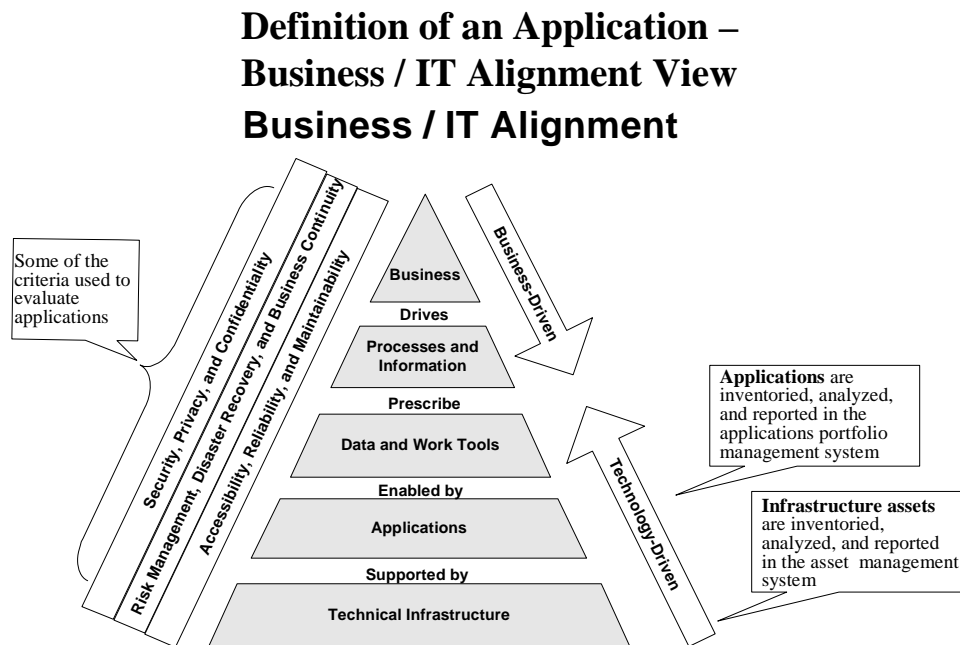 Definition of an Application –
Business / IT Alignment View
Business / IT Alignment
Some of the
criteria used to
evaluate
applications
Security, Privacy, and Confidentiality
Risk Management, Disaster Recovery, and Business Continuity
Accessibility, Reliability, and Maintainability
Business
Drives
Processes and
Information
Prescribe
Data and Work Tools
Enabled by
Applications
Supported by
Technical Infrastructure
Business-Driven
Technology-Driven
Applications are
inventoried, analyzed,
and reported in the
applications portfolio
management system
Infrastructure assets
are inventoried,
analyzed, and reported
in the asset management
system